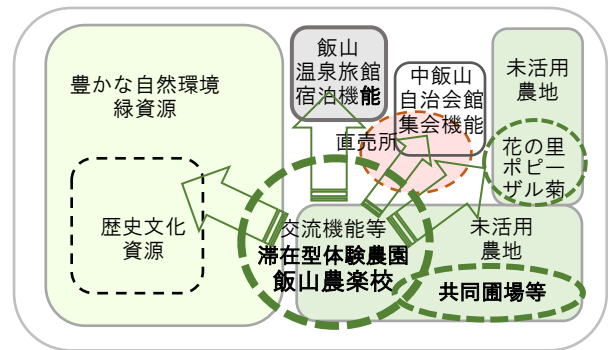 豊かな自然環境
緑資源
歴史文化
資源
飯山
温泉旅館
宿泊機能
中飯山
自治会館
集会機能
直売所
未活用
農地
花の里
ポピー
ザル菊
交流機能等
滞在型体験農園
飯山農楽校
未活用
農地
共同圃場等